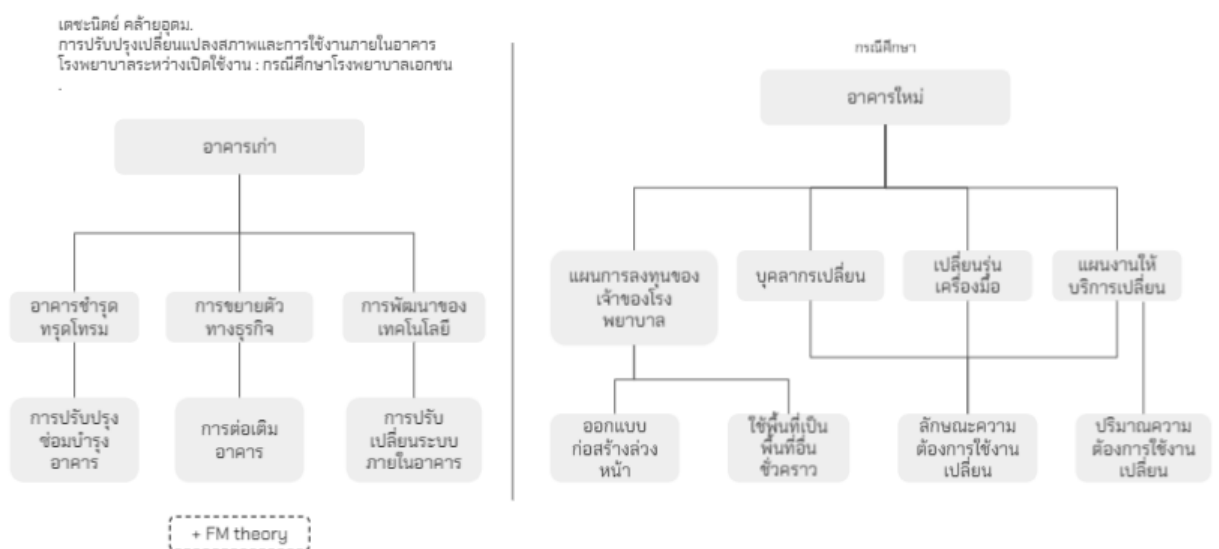 เตชะนิตย์ คล้ายอุดม.
การปรับปรุงเปลี่ยนแปลงสภาพและการใช้งานภายในอาคาร
โรงพยาบาลระหว่างเปิดใช้งาน : กรณีศึกษาโรงพยาบาลเอกชน
.
อาคารเก่า
อาคารชำรุด
ทรุดโทรม
การขยายตัว
ทางธุรกิจ
การพัฒนาของ
เทคโนโลยี
การปรับปรุง
ซ่อมบำรุง
อาคาร
การต่อเติม
อาคาร
การปรับ
เปลี่ยนระบบ
ภายในอาคาร
+ FM theory
กรณีศึกษา
อาคารใหม่
แผนการลงทุนของ
เจ้าของโรง
พยาบาล
บุคลากรเปลี่ยน
เปลี่ยนรุ่น
เครื่องมือ
แผนงานให้
บริการเปลี่ยน
ออกแบบ
ก่อสร้างล่วง
หน้า
ใช้พื้นที่เป็น
พื้นที่อื่น
ชั่วคราว
ลักษณะความ
ต้องการใช้งาน
เปลี่ยน
ปริมาณความ
ต้องการใช้งาน
เปลี่ยน